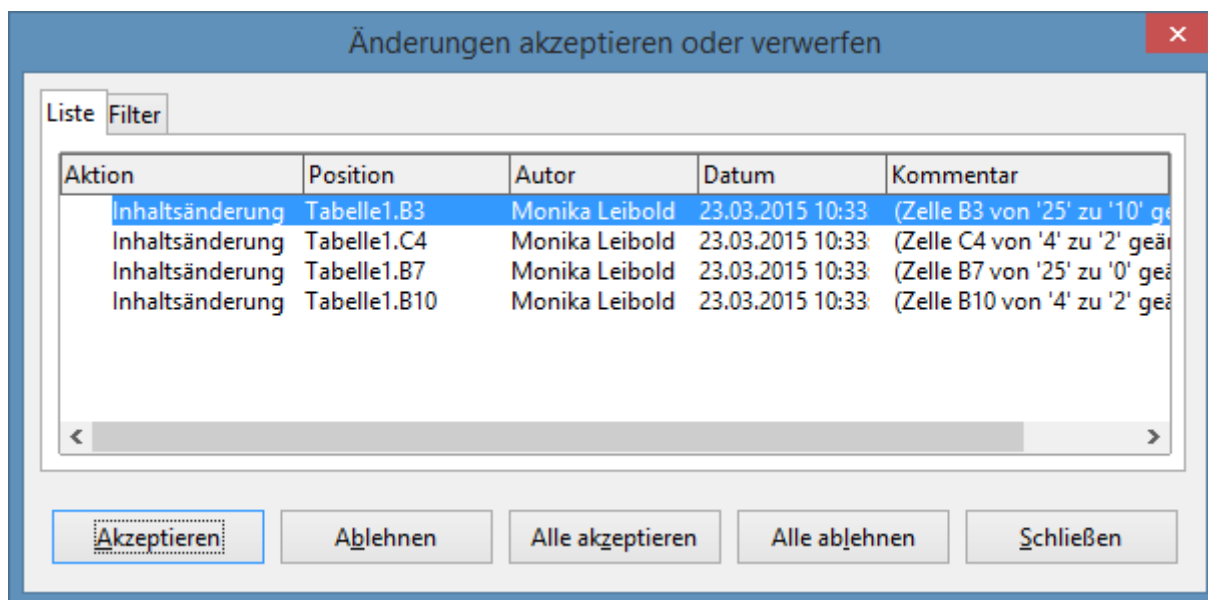 Änderungen akzeptieren oder verwerfen
Liste Filter
Aktion Position Autor Datum Kommentar
Inhaltsänderung Tabelle1.B3 Monika Leibold 23.03.2015 10:33 (Zelle B3 von '25' zu '10' ge
Inhaltsänderung Tabelle1.C4 Monika Leibold 23.03.2015 10:33: (Zelle C4 von '4' zu '2' geär
Inhaltsänderung Tabelle1.B7 Monika Leibold 23.03.2015 10:33: (Zelle B7 von '25' zu '0' geä
Inhaltsänderung Tabelle1.B10 Monika Leibold 23.03.2015 10:33: (Zelle B10 von '4' zu '2' geä
Akzeptieren Ablehnen Alle akzeptieren Alle ablehnen Schließen